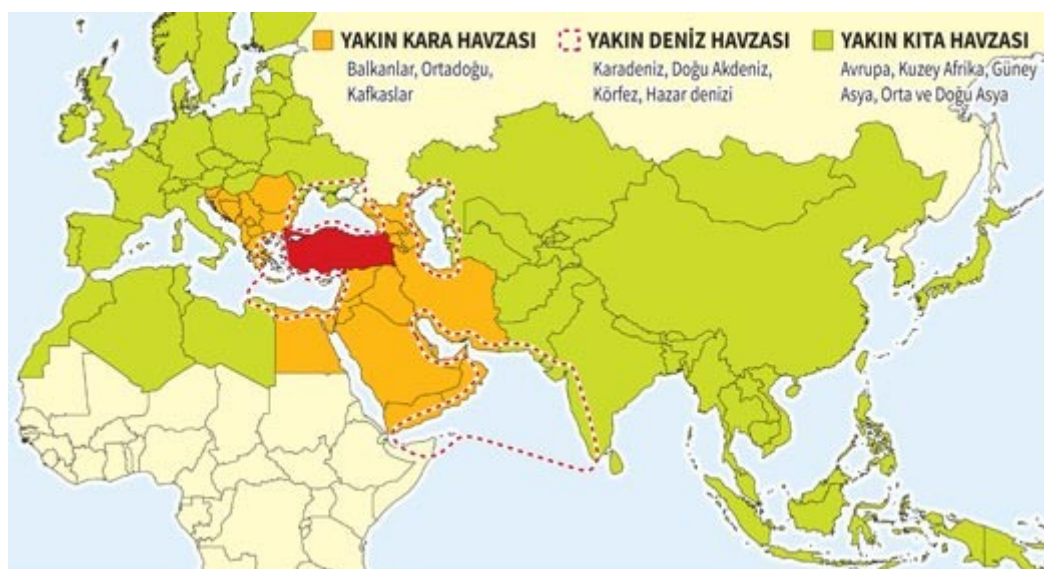 YAKIN KARA HAVZASI
Balkanlar, Ortadoğu,
Kafkaslar
YAKIN DENİZ HAVZASI
Karadeniz, Doğu Akdeniz,
Körfez, Hazar denizi
YAKIN KITA HAVZASI
Avrupa, Kuzey Afrika, Güney
Asya, Orta ve Doğu Asya